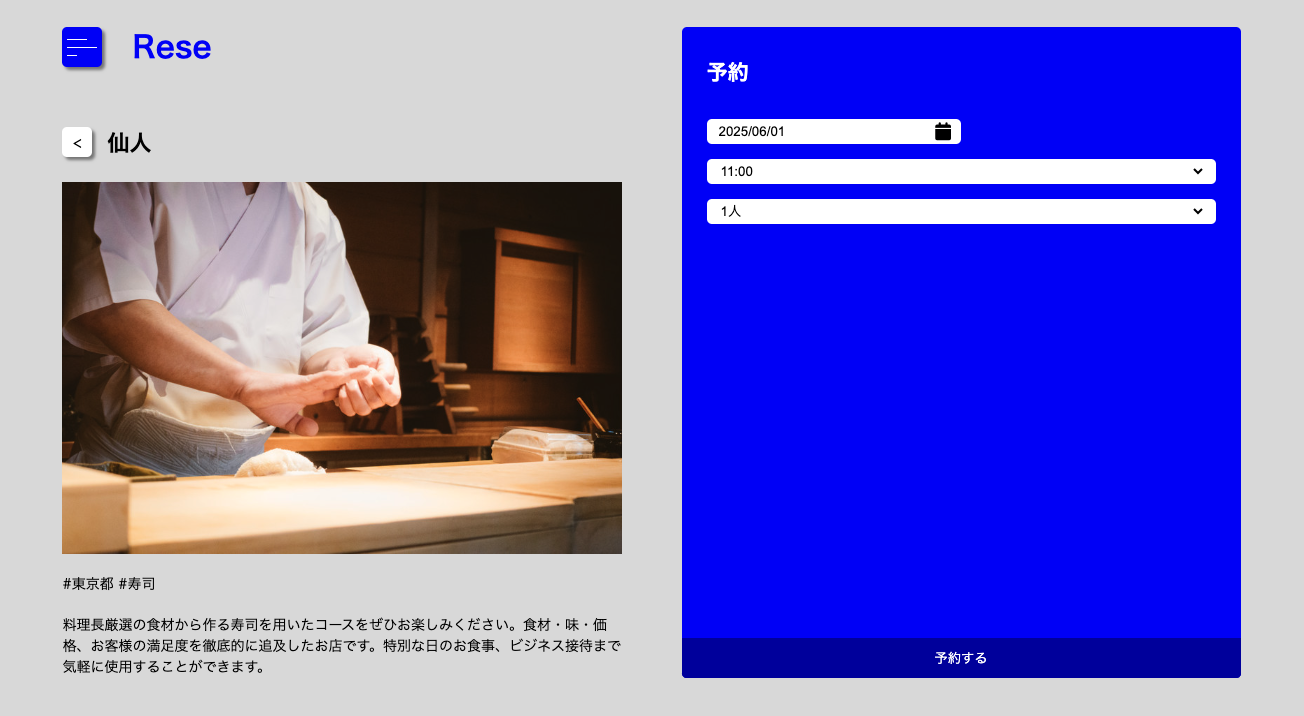 Rese
< 仙人
#東京都 #寿司
料理長厳選の食材から作る寿司を用いたコースをぜひお楽しみください。食材・味・価
格、お客様の満足度を徹底的に追及したお店です。特別な日のお食事、ビジネス接待まで
気軽に使用することができます。
予約
2025/06/01
11:00
1人
予約する